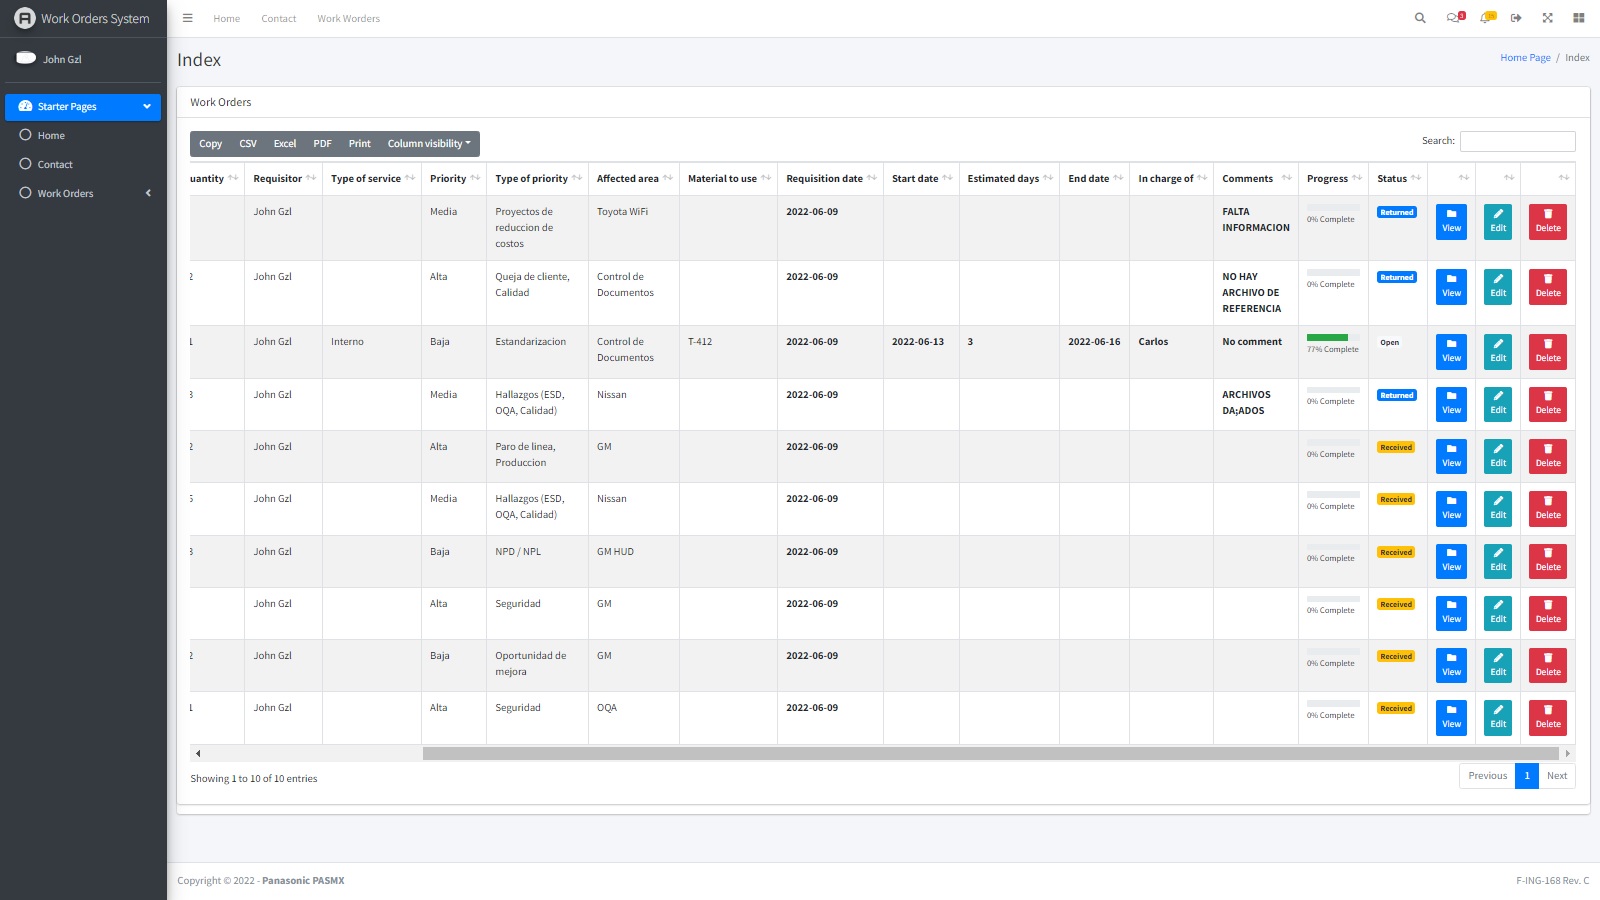 Work Orders System
Home Contact Work Worders
3
15
John Gzl
Index
Home Page / Index
Starter Pages
Home
Contact
Work Orders
Work Orders
Copy CSV Excel PDF Print Column visibility
Search:
uantity Requisitor Type of service Priority Type of priority Affected area Material to use Requisition date Start date Estimated days End date In charge of Comments Progress Status
John Gzl Media Proyectos de Toyota WiFi 2022-06-09 FALTA Returned
reduccion de INFORMACION 0% Complete View Edit Delete
costos
2 John Gzl Alta Queja de cliente, Control de 2022-06-09 NO HAY Returned
Calidad Documentos ARCHIVO DE 0% Complete View Edit Delete
REFERENCIA
1 John Gzl Interno Baja Estandarizacion Control de T-412 2022-06-09 2022-06-13 3 2022-06-16 Carlos No comment Open
Documentos 77% Complete View Edit Delete
3 John Gzl Media Hallazgos (ESD, Nissan 2022-06-09 ARCHIVOS Returned
OQA, Calidad) DA;ADOS 0% Complete View Edit Delete
2 John Gzl Alta Paro de linea, GM 2022-06-09 Received
Produccion 0% Complete View Edit Delete
John Gzl Media Hallazgos (ESD, Nissan 2022-06-09 Received
OQA, Calidad) 0% Complete View Edit Delete
3 John Gzl Baja NPD / NPL GM HUD 2022-06-09 Received
0% Complete View Edit Delete
John Gzl Alta Seguridad GM 2022-06-09 Received
0% Complete View Edit Delete
2 John Gzl Baja Oportunidad de GM 2022-06-09 Received
mejora 0% Complete View Edit Delete
1 John Gzl Alta Seguridad OQA 2022-06-09 Received
0% Complete View Edit Delete
Showing 1 to 10 of 10 entries
Previous 1 Next
Copyright © 2022 - Panasonic PASMX
F-ING-168 Rev. C